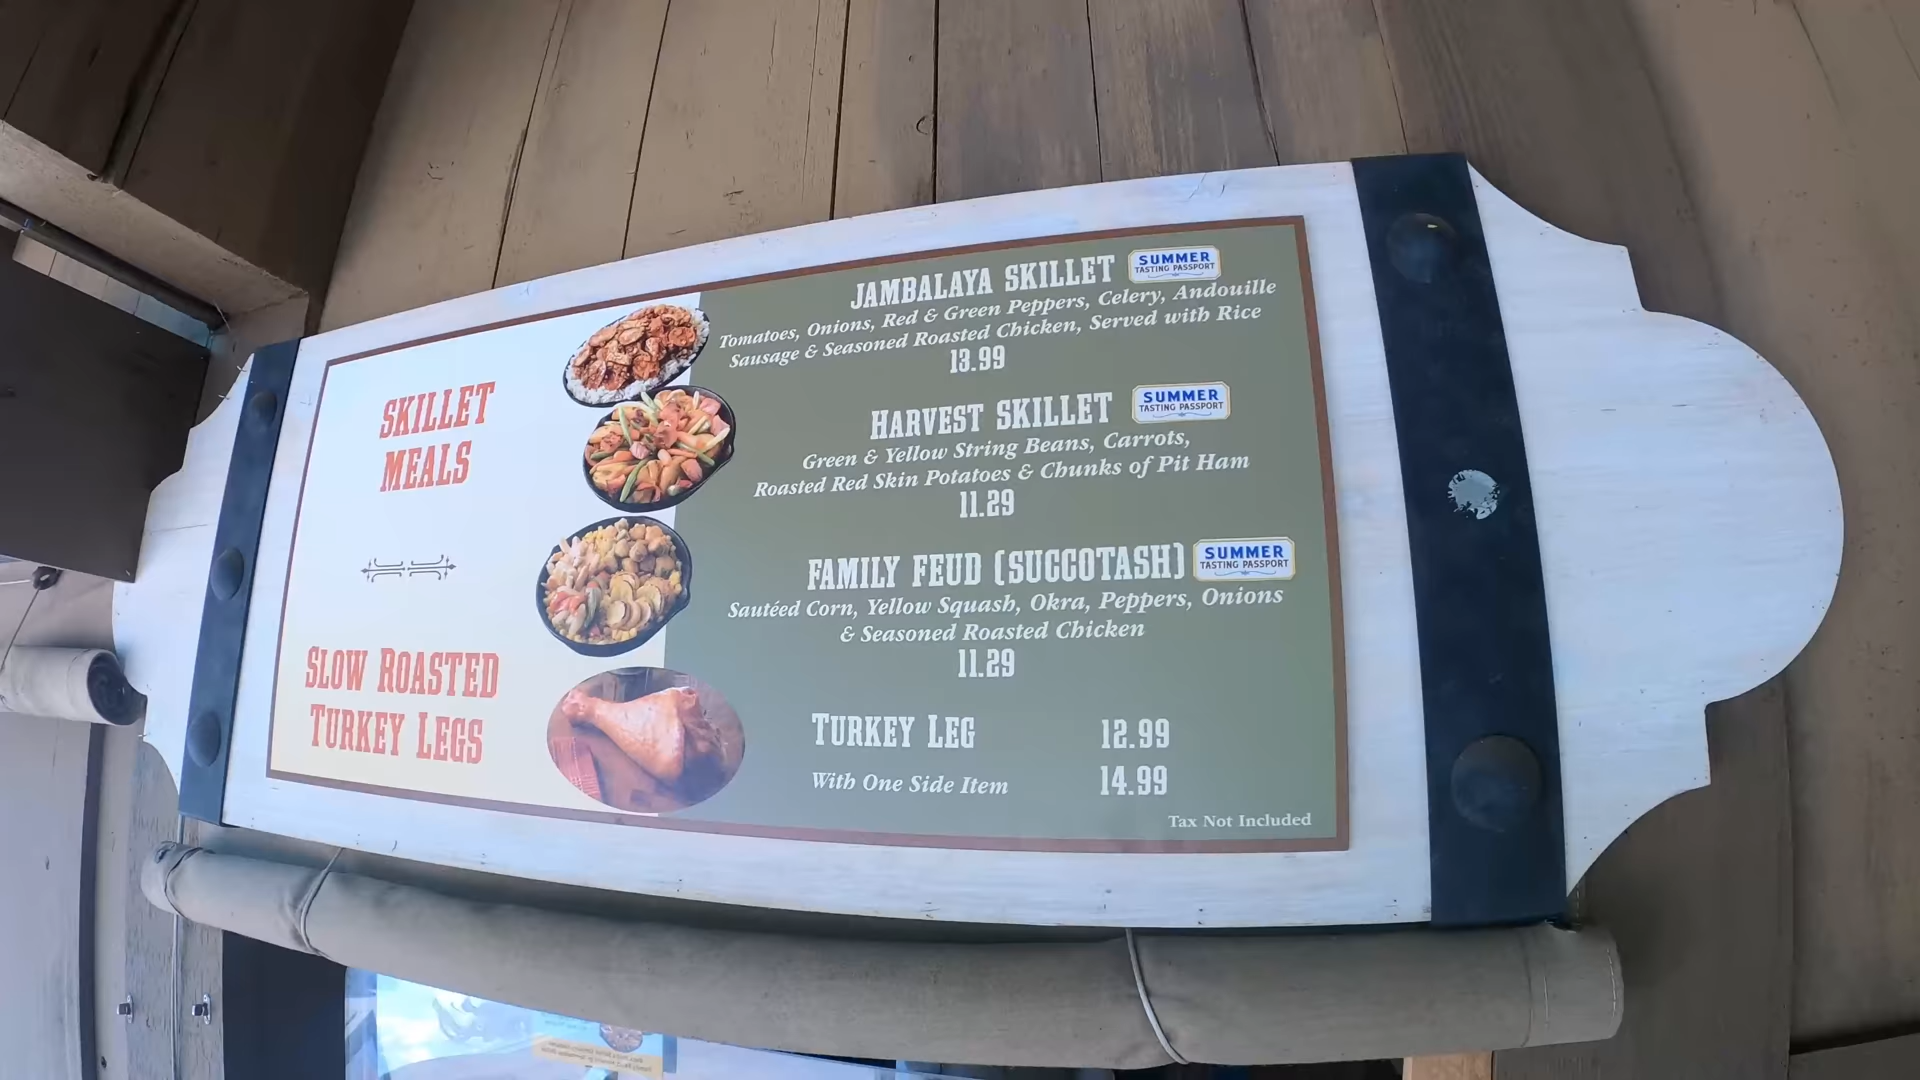 SKILLET
MEALS
SLOW ROASTED
TURKEY LEGS
JAMBALAYA SKILLET
SUMMER
TASTING PASSPORT
Tomatoes, Onions, Red & Green Peppers, Celery, Andouille
Sausage & Seasoned Roasted Chicken, Served with Rice
13.99
HARVEST SKILLET
SUMMER
TASTING PASSPORT
Green & Yellow String Beans, Carrots,
Roasted Red Skin Potatoes & Chunks of Pit Ham
11.29
FAMILY FEUD (SUCCOTASH)
SUMMER
TASTING PASSPORT
Sautéed Corn, Yellow Squash, Okra, Peppers, Onions
& Seasoned Roasted Chicken
11.29
TURKEY LEG 12.99
With One Side Item 14.99
Tax Not Included